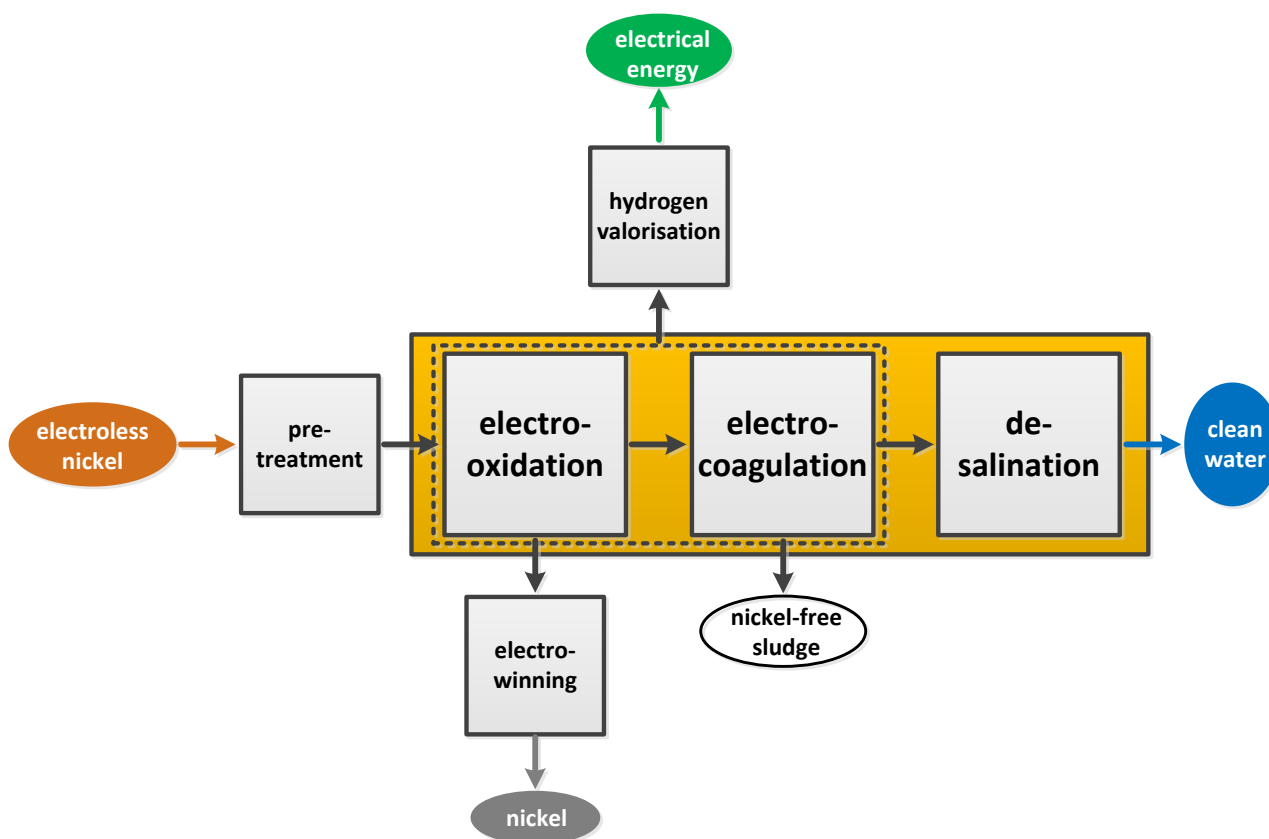 electrical
energy
hydrogen
valorisation
electroless
nickel
pre-
treatment
electro-
oxidation
electro-
coagulation
de-
salination
clean
water
electro-
winning
nickel-free
sludge
nickel